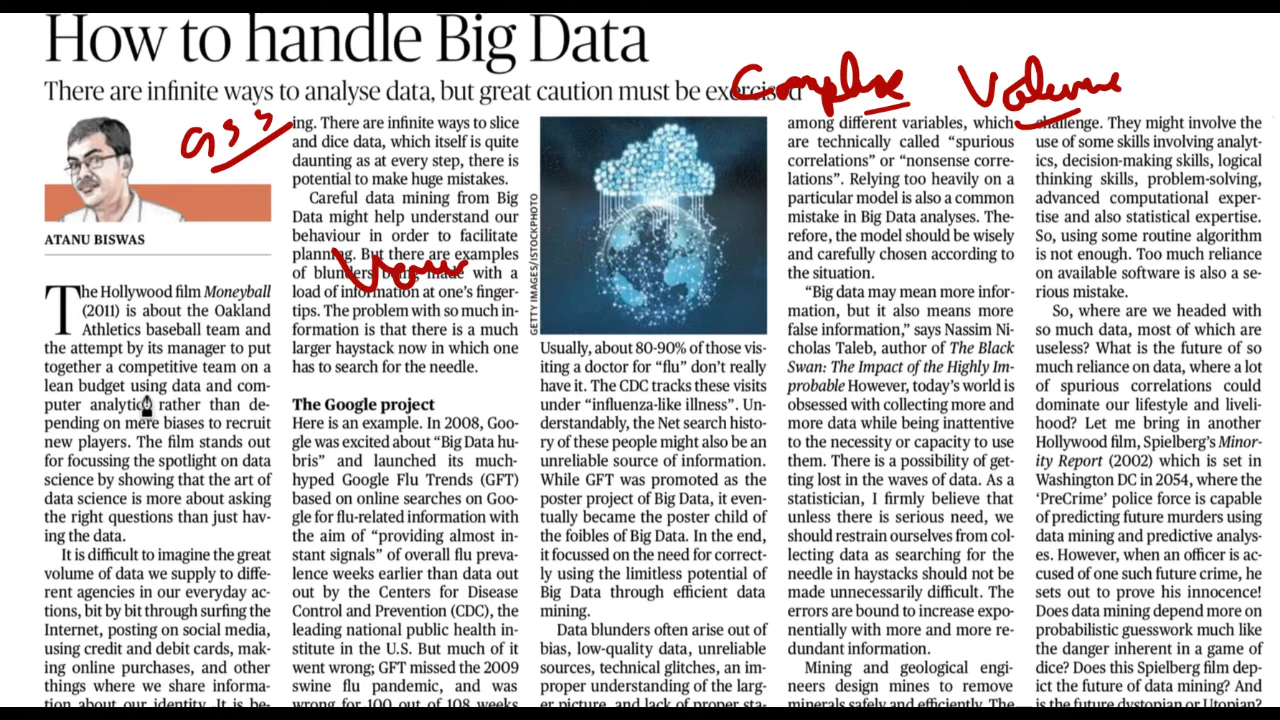 How to handle Big Data
There are infinite ways to analyse data, but great caution must be exercised
Complex
Volume
GS3
ATANU BISWAS
The Hollywood film Moneyball
(2011) is about the Oakland
Athletics baseball team and
the attempt by its manager to put
together a competitive team on a
lean budget using data and com-
puter analytics rather than de-
pending on mere biases to recruit
new players. The film stands out
for focussing the spotlight on data
science by showing that the art of
data science is more about asking
the right questions than just hav-
ing the data.
It is difficult to imagine the great
volume of data we supply to diffe-
rent agencies in our everyday ac-
tions, bit by bit through surfing the
Internet, posting on social media,
using credit and debit cards, mak-
ing online purchases, and other
things where we share informa-
tion about our identity. It is be-
ing. There are infinite ways to slice
and dice data, which itself is quite
daunting as at every step, there is
potential to make huge mistakes.
Careful data mining from Big
Data might help understand our
behaviour in order to facilitate
planning. But there are examples
of blunders being made with a
load of information at one's finger-
tips. The problem with so much in-
formation is that there is a much
larger haystack now in which one
has to search for the needle.
The Google project
Here is an example. In 2008, Goo-
gle was excited about "Big Data hu-
bris" and launched its much-
hyped Google Flu Trends (GFT)
based on online searches on Goo-
gle for flu-related information with
the aim of "providing almost in-
stant signals" of overall flu preva-
lence weeks earlier than data out
out by the Centers for Disease
Control and Prevention (CDC), the
leading national public health in-
stitute in the U.S. But much of it
went wrong; GFT missed the 2009
swine flu pandemic, and was
wrong for 100 out of 108 weeks
GETTY IMAGES/ISTOCKPHOTO
Usually, about 80-90% of those vis-
iting a doctor for "flu" don't really
have it. The CDC tracks these visits
under "influenza-like illness". Un-
derstandably, the Net search histo-
ry of these people might also be an
unreliable source of information.
While GFT was promoted as the
poster project of Big Data, it even-
tually became the poster child of
the foibles of Big Data. In the end,
it focussed on the need for correct-
ly using the limitless potential of
Big Data through efficient data
mining.
Data blunders often arise out of
bias, low-quality data, unreliable
sources, technical glitches, an im-
proper understanding of the larg-
er picture, and lack of proper sta-
among different variables, which
are technically called "spurious
correlations" or "nonsense corre-
lations". Relying too heavily on a
particular model is also a common
mistake in Big Data analyses. The-
refore, the model should be wisely
and carefully chosen according to
the situation.
"Big data may mean more infor-
mation, but it also means more
false information," says Nassim Ni-
cholas Taleb, author of The Black
Swan: The Impact of the Highly Im-
probable However, today's world is
obsessed with collecting more and
more data while being inattentive
to the necessity or capacity to use
them. There is a possibility of get-
ting lost in the waves of data. As a
statistician, I firmly believe that
unless there is serious need, we
should restrain ourselves from col-
lecting data as searching for the
needle in haystacks should not be
made unnecessarily difficult. The
errors are bound to increase expo-
nentially with more and more re-
dundant information.
Mining and geological engi-
neers design mines to remove
minerals safely and efficiently. The
challenge. They might involve the
use of some skills involving analyt-
ics, decision-making skills, logical
thinking skills, problem-solving,
advanced computational exper-
tise and also statistical expertise.
So, using some routine algorithm
is not enough. Too much reliance
on available software is also a se-
rious mistake.
So, where are we headed with
so much data, most of which are
useless? What is the future of so
much reliance on data, where a lot
of spurious correlations could
dominate our lifestyle and liveli-
hood? Let me bring in another
Hollywood film, Spielberg's Minor-
ity Report (2002) which is set in
Washington DC in 2054, where the
'PreCrime' police force is capable
of predicting future murders using
data mining and predictive analys-
es. However, when an officer is ac-
cused of one such future crime, he
sets out to prove his innocence!
Does data mining depend more on
probabilistic guesswork much like
the danger inherent in a game of
dice? Does this Spielberg film dep-
ict the future of data mining? And
is the future dystopian or Utopian?